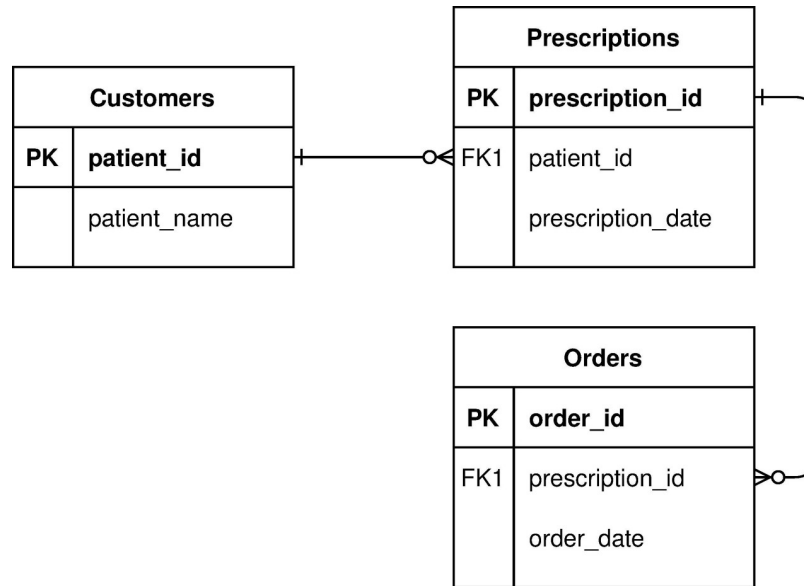 Customers
PK patient_id
patient_name
Prescriptions
PK prescription_id
FK1 patient_id
prescription_date
Orders
PK order_id
FK1 prescription_id
order_date